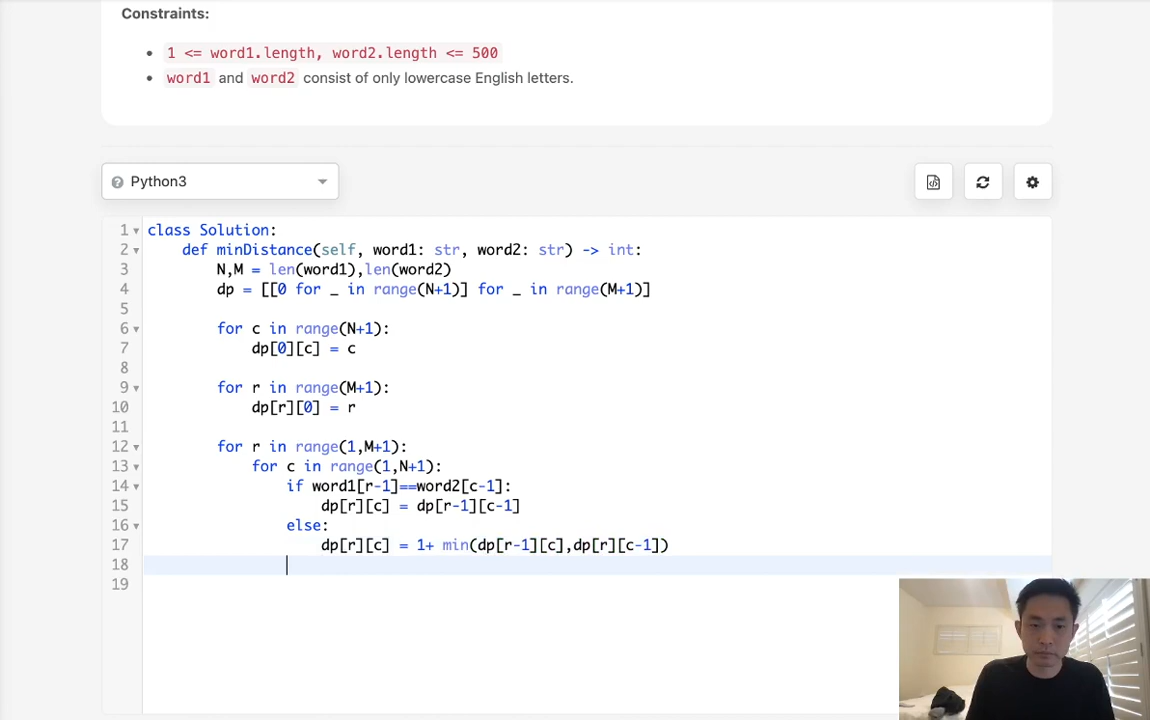 Constraints:
1 <= word1.length, word2.length <= 500
word1 and word2 consist of only lowercase English letters.
Python3
1 class Solution:
2 def minDistance(self, word1: str, word2: str) -> int:
3 N,M = len(word1),len(word2)
4 dp = [[0 for _ in range(N+1)] for _ in range(M+1)]
5
6 for c in range(N+1):
7 dp[0][c] = c
8
9 for r in range(M+1):
10 dp[r][0] = r
11
12 for r in range(1,M+1):
13 for c in range(1,N+1):
14 if word1[r-1]==word2[c-1]:
15 dp[r][c] = dp[r-1][c-1]
16 else:
17 dp[r][c] = 1+ min(dp[r-1][c],dp[r][c-1])
18
19